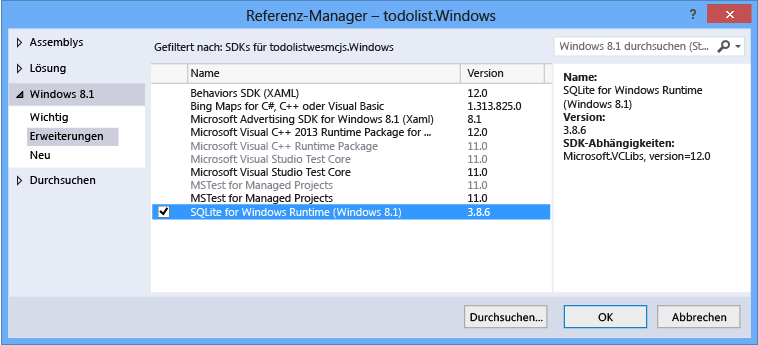 Referenz-Manager – todolist.Windows
? ×
Assemblys
Lösung
Windows 8.1
Wichtig
Erweiterungen
Neu
Durchsuchen
Gefiltert nach: SDKs für todolistwesmcjs.Windows
Windows 8.1 durchsuchen (St...
Name Version
Behaviors SDK (XAML) 12.0
Bing Maps for C#, C++ oder Visual Basic 1.313.825.0
Microsoft Advertising SDK for Windows 8.1 (Xaml) 8.1
Microsoft Visual C++ 2013 Runtime Package for ... 12.0
Microsoft Visual C++ Runtime Package 11.0
Microsoft Visual Studio Test Core 11.0
Microsoft Visual Studio Test Core 11.0
MSTest for Managed Projects 11.0
MSTest for Managed Projects 11.0
SQLite for Windows Runtime (Windows 8.1) 3.8.6
Name:
SQLite for Windows Runtime
(Windows 8.1)
Version:
3.8.6
SDK-Abhängigkeiten:
Microsoft.VCLibs, version=12.0
Durchsuchen... OK Abbrechen